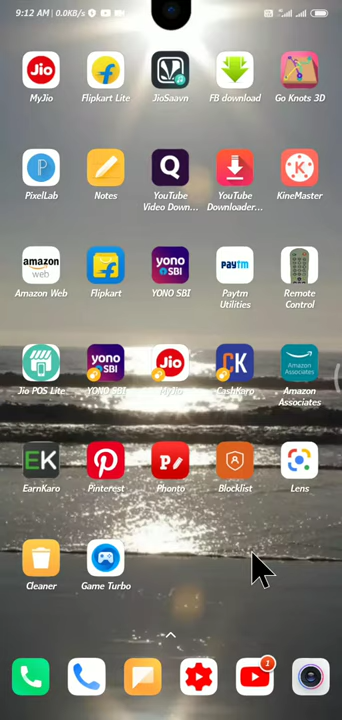 9:12 AM | 0.0KB/s
Jio
MyJio
Flipkart Lite
JioSaavn
FB download
Go Knots 3D
P
PixelLab
Notes
Q
YouTube
Video Down...
YouTube
Downloader...
K
KineMaster
amazon
web
Amazon Web
Flipkart
yono
SBI
YONO SBI
paytm
Paytm
Utilities
Remote
Control
Jio POS Lite
yono
SBI
YONO SBI
Jio
MyJio
CK
CashKaro
Amazon
Associates
Amazon
Associates
EK
EarnKaro
Pinterest
P
Phonto
Blocklist
Lens
Cleaner
Game Turbo
1